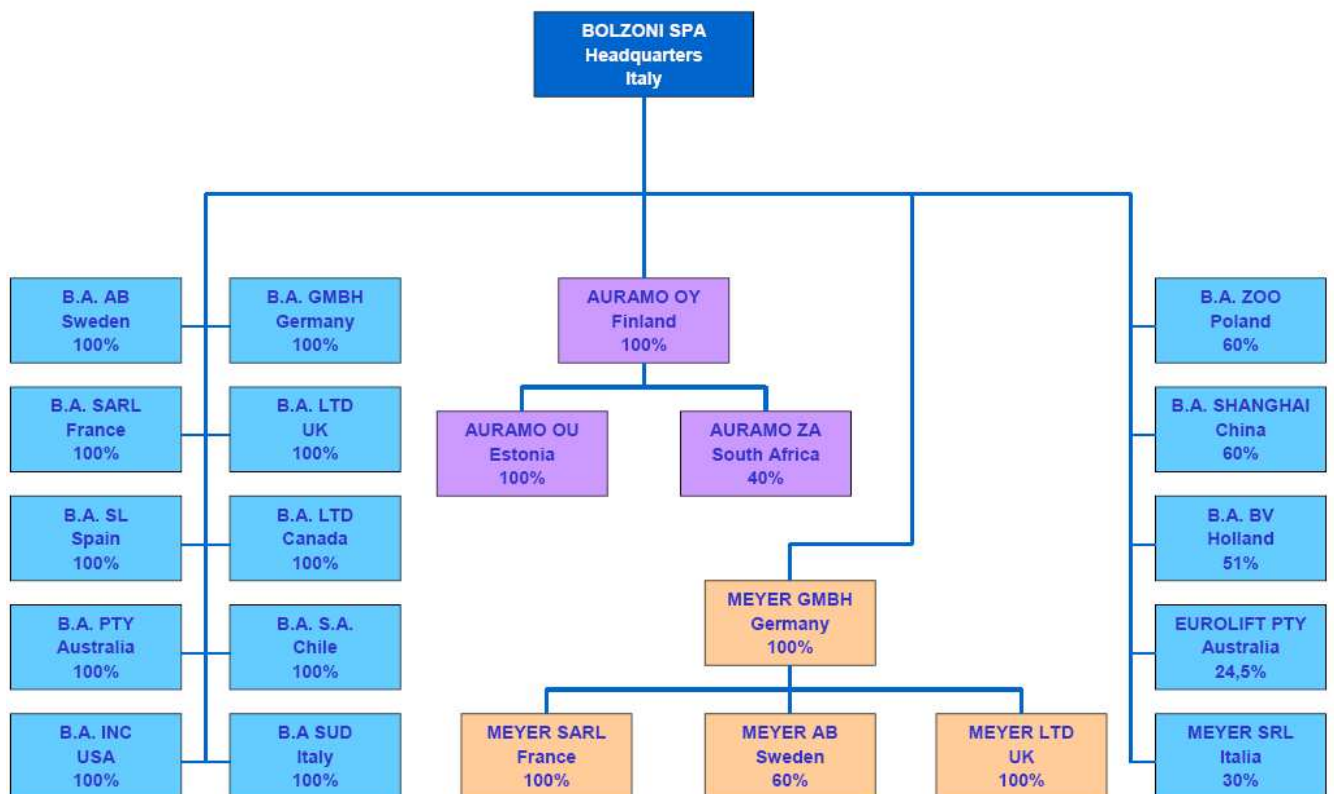 BOLZONI SPA
Headquarters
Italy
B.A. AB
Sweden
100%
B.A. GMBH
Germany
100%
AURAMO OY
Finland
100%
B.A. ZOO
Poland
60%
B.A. SARL
France
100%
B.A. LTD
UK
100%
AURAMO OU
Estonia
100%
AURAMO ZA
South Africa
40%
B.A. SHANGHAI
China
60%
B.A. SL
Spain
100%
B.A. LTD
Canada
100%
B.A. BV
Holland
51%
MEYER GMBH
Germany
100%
B.A. PTY
Australia
100%
B.A. S.A.
Chile
100%
EUROLIFT PTY
Australia
24,5%
B.A. INC
USA
100%
B.A SUD
Italy
100%
MEYER SARL
France
100%
MEYER AB
Sweden
60%
MEYER LTD
UK
100%
MEYER SRL
Italia
30%